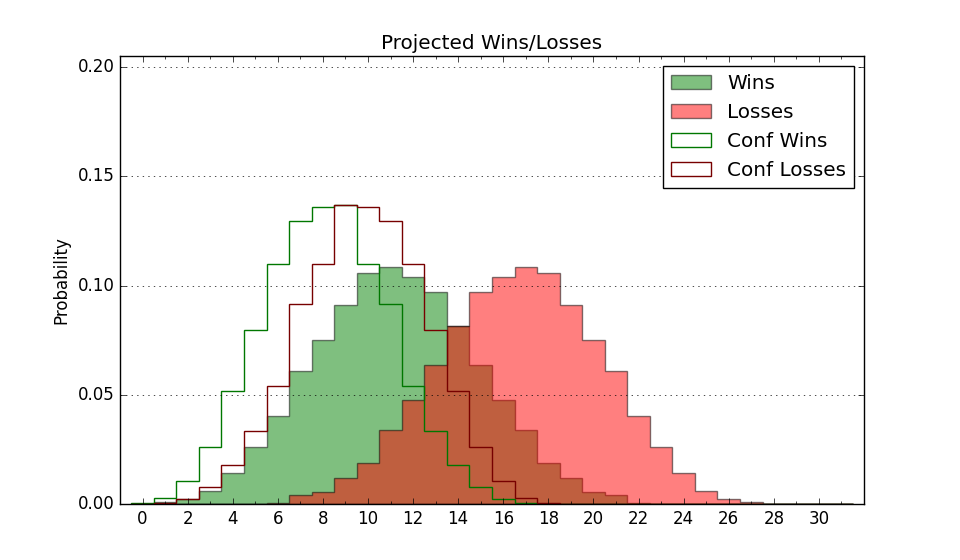 Projected Wins/Losses
Wins
Losses
Conf Wins
Conf Losses
Probability
0.20
0.15
0.10
0.05
0.00
0 2 4 6 8 10 12 14 16 18 20 22 24 26 28 30